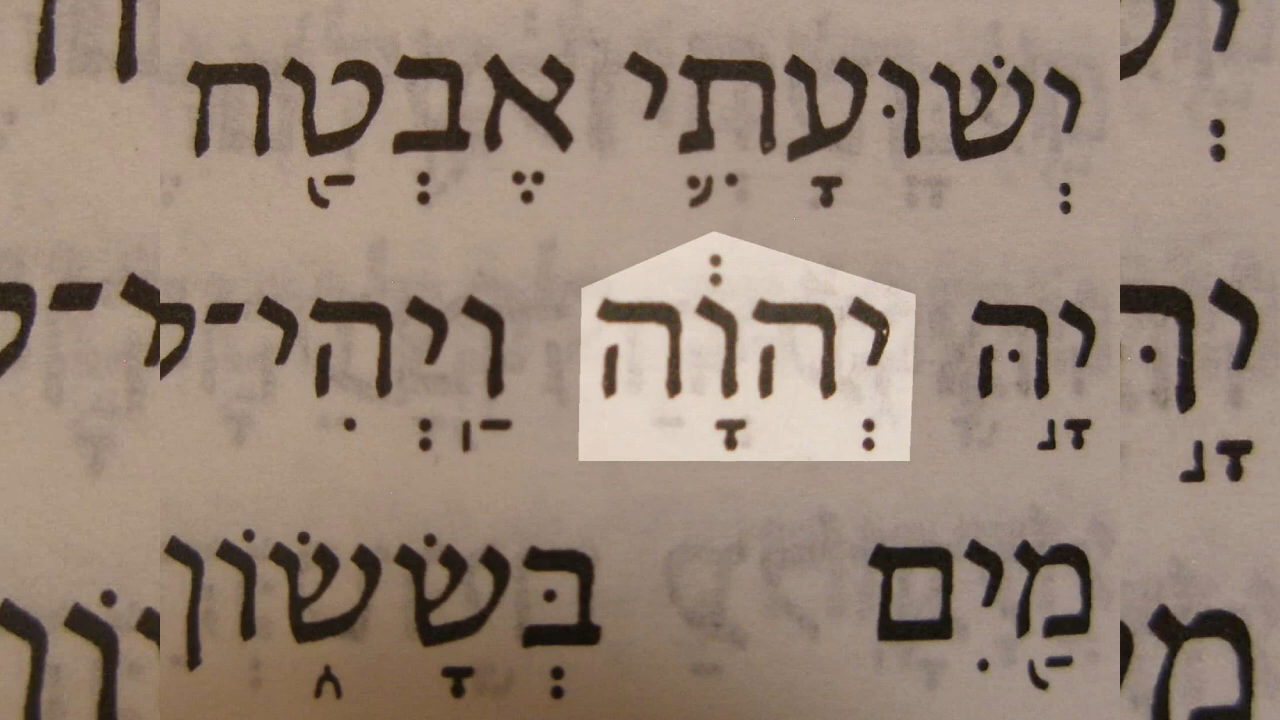 יְשׁוּעָתִ֛י אֶבְטַ֖ח
יָ֣הּ יְהוָ֔ה וַֽיְהִי־ל
מַ֖יִם בְּשָׂשׂ֑וֹן